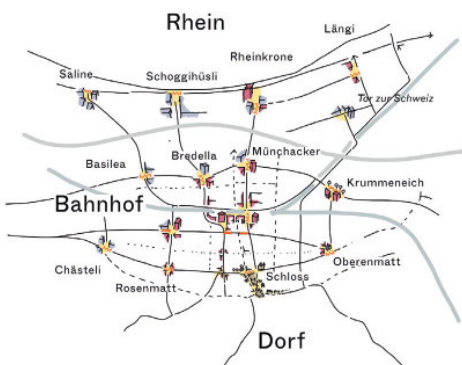 Rhein
Längi
Rheinkrone
Saline
Schoggihüsli
Tor zur Schweiz
Basilea
Bredella
Münchacker
Krummeneich
Bahnhof
Chästeli
Rosenmatt
Schloss
Oberenmatt
Dorf